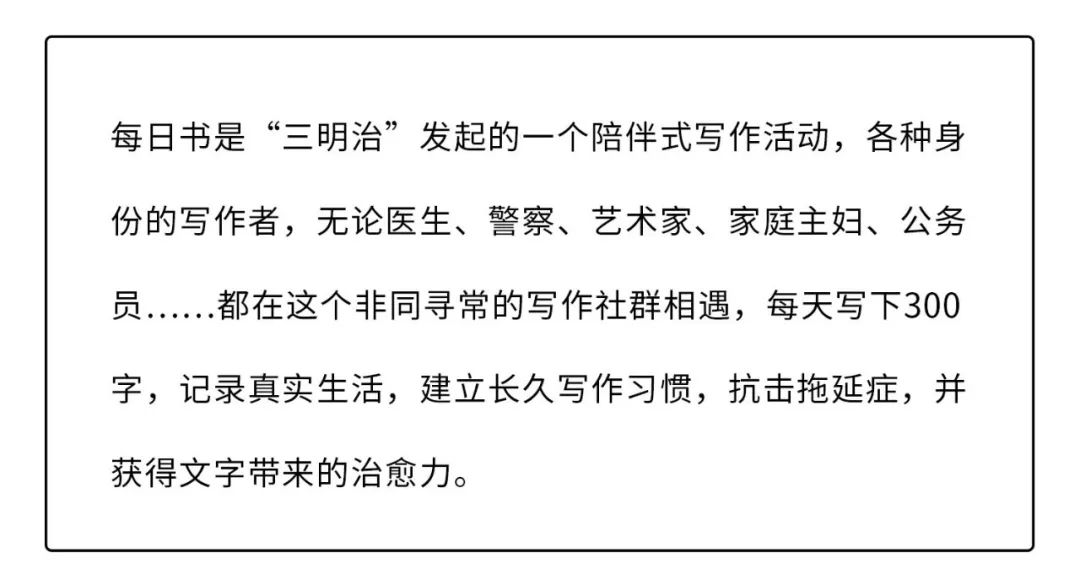 每日书是“三明治”发起的一个陪伴式写作活动，各种身
份的写作者，无论医生、警察、艺术家、家庭主妇、公务
员……都在这个非同寻常的写作社群相遇，每天写下300
字，记录真实生活，建立长久写作习惯，抗击拖延症，并
获得文字带来的治愈力。